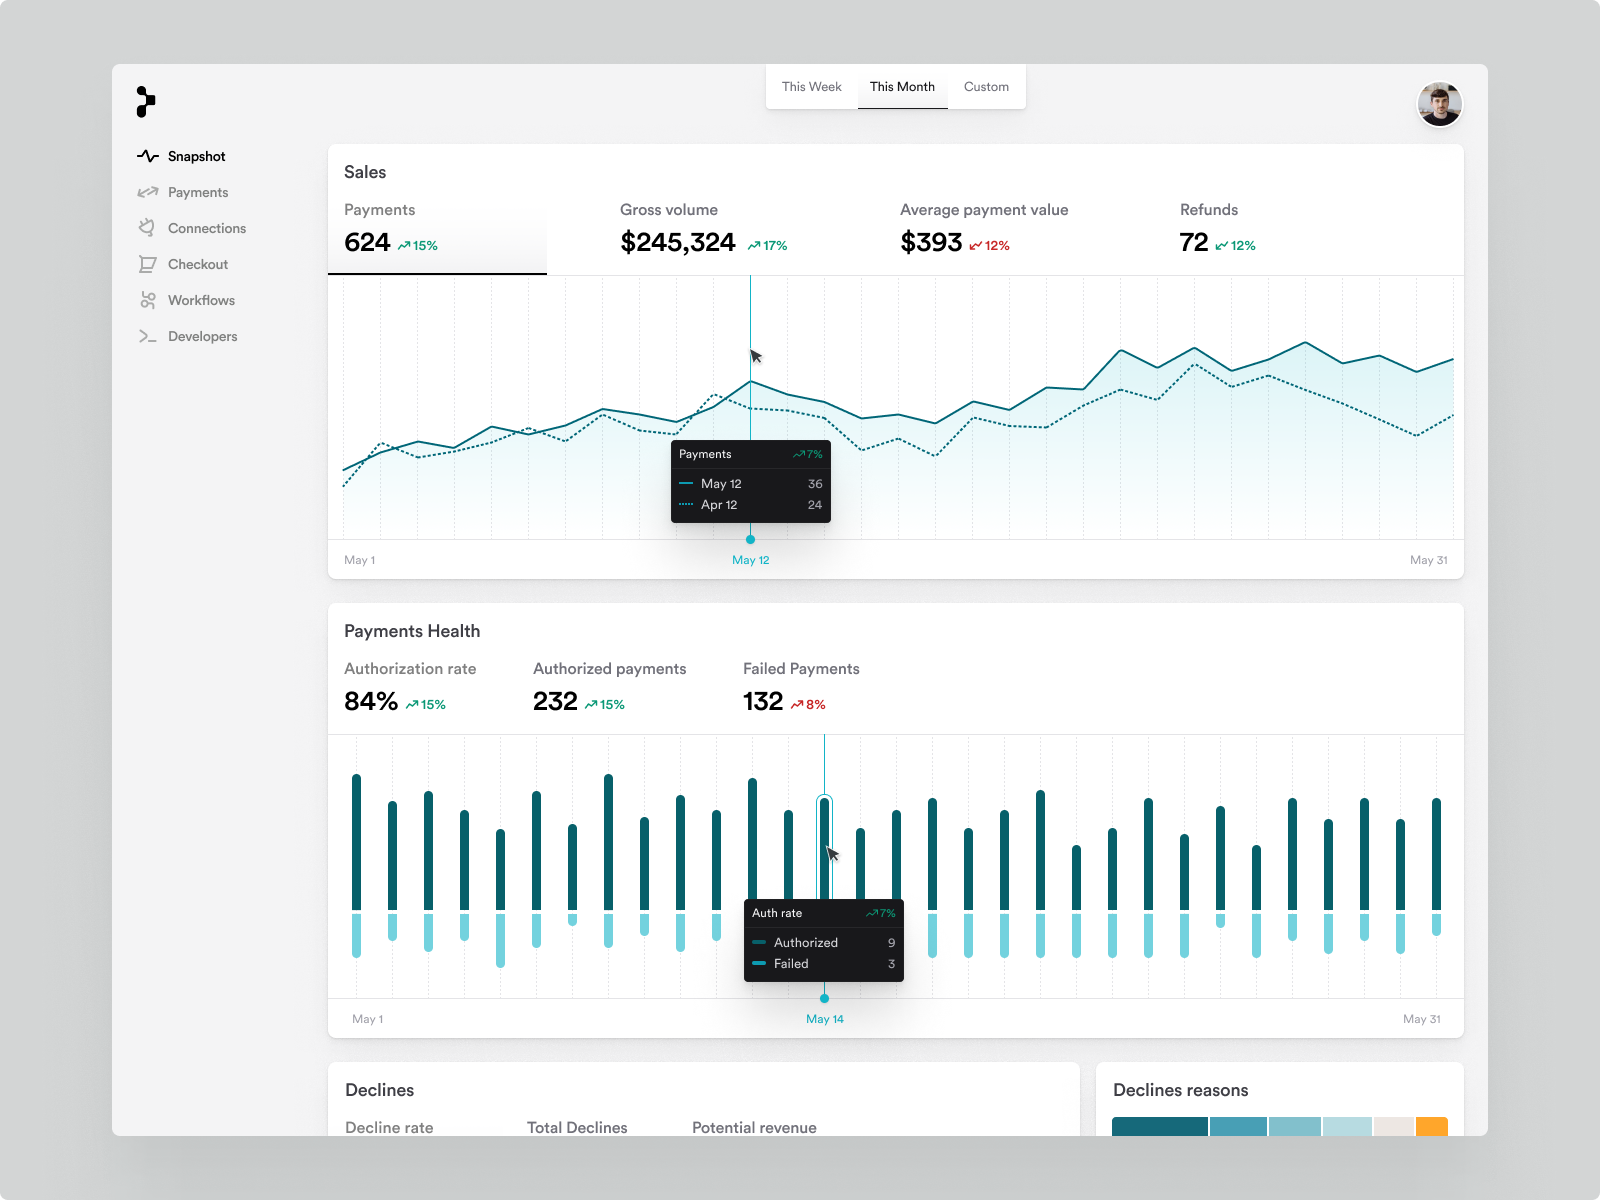 This Week This Month Custom
Snapshot
Payments
Connections
Checkout
Workflows
Developers
Sales
Payments Gross volume Average payment value Refunds
624 15% $245,324 17% $393 12% 72 12%
Payments 7%
May 12 36
Apr 12 24
May 1 May 12 May 31
Payments Health
Authorization rate Authorized payments Failed Payments
84% 15% 232 15% 132 8%
Auth rate 7%
Authorized 9
Failed 3
May 1 May 14 May 31
Declines
Decline rate Total Declines Potential revenue
Declines reasons